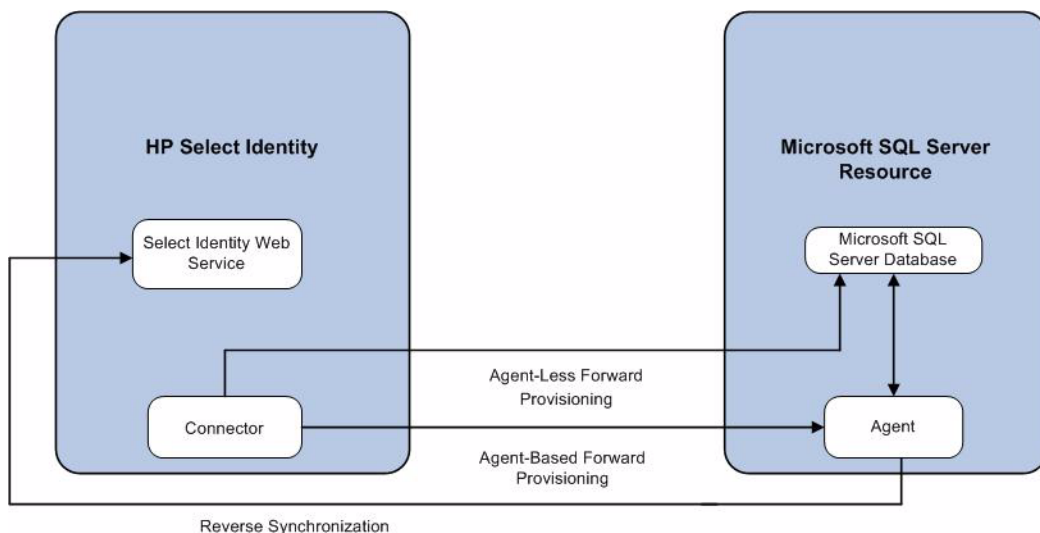 HP Select Identity
Microsoft SQL Server
Resource
Select Identity Web
Service
Microsoft SQL
Server Database
Agent-Less Forward
Provisioning
Connector
Agent
Agent-Based Forward
Provisioning
Reverse Synchronization